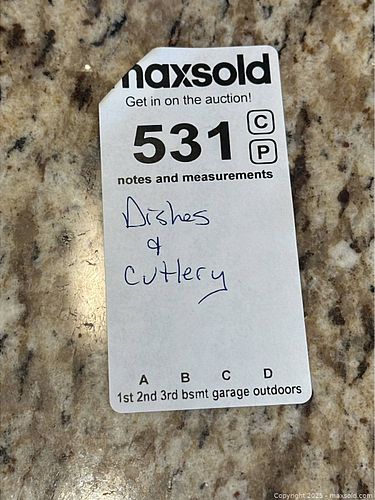 maxsold
Get in on the auction!
531
C
P
notes and measurements
Dishes
&
Cutlery
A B C D
1st 2nd 3rd bsmt garage outdoors
Copyright 2025 - maxsold.com